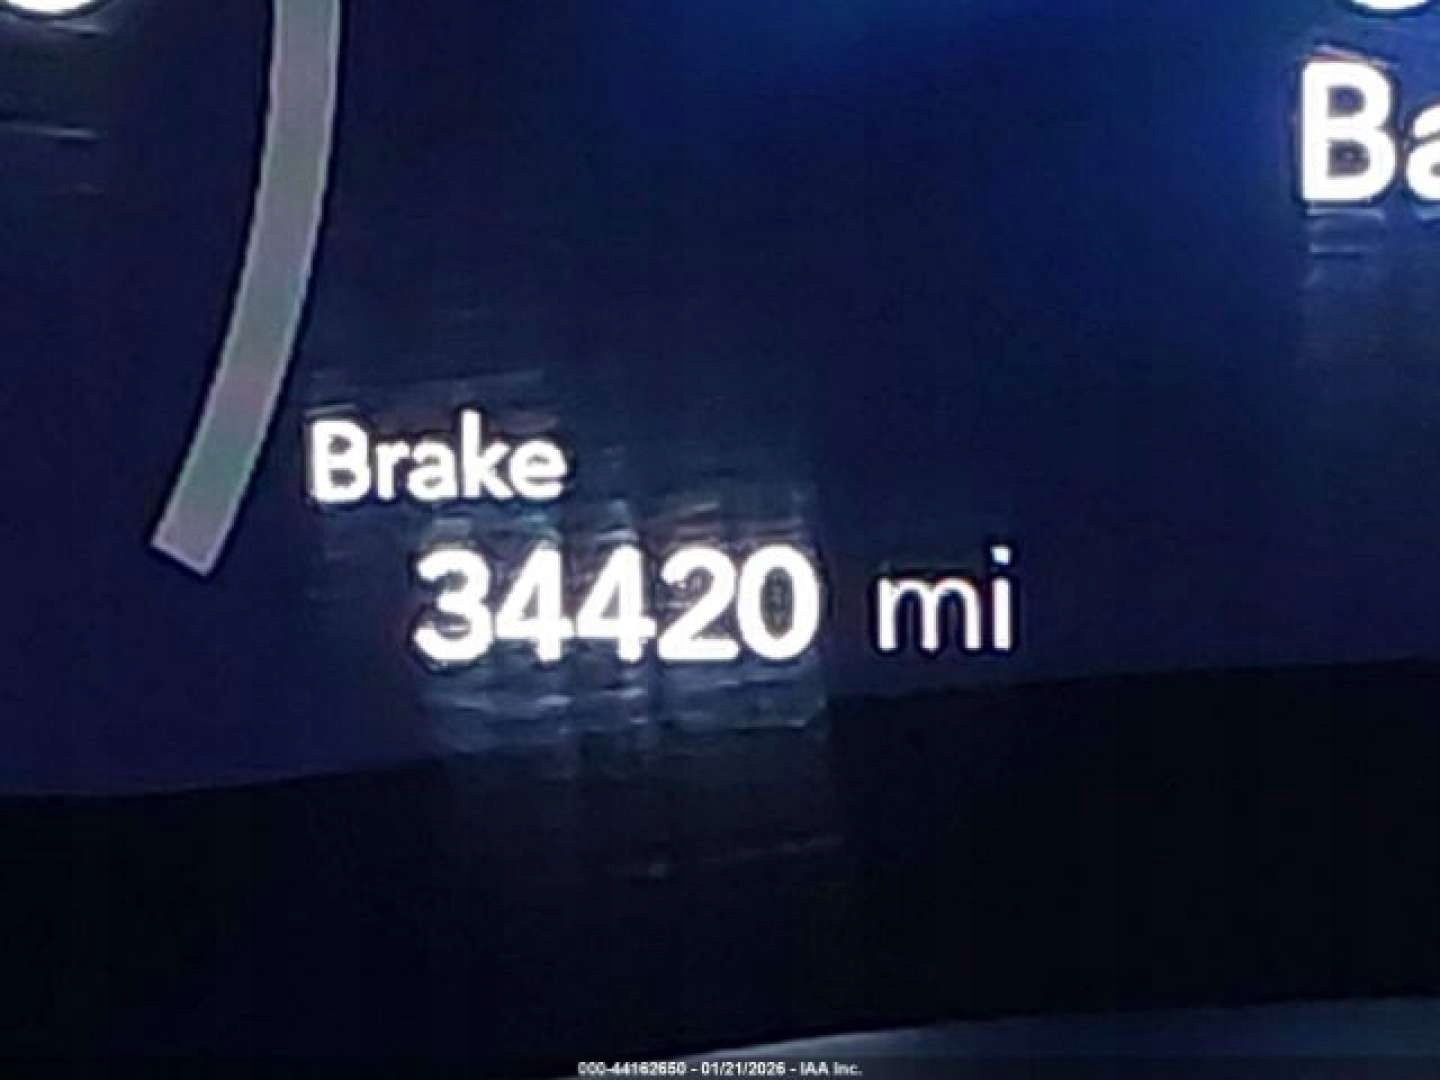 Ba
Brake
34420 mi
000-44162650 - 01/21/2026 - IAA Inc.